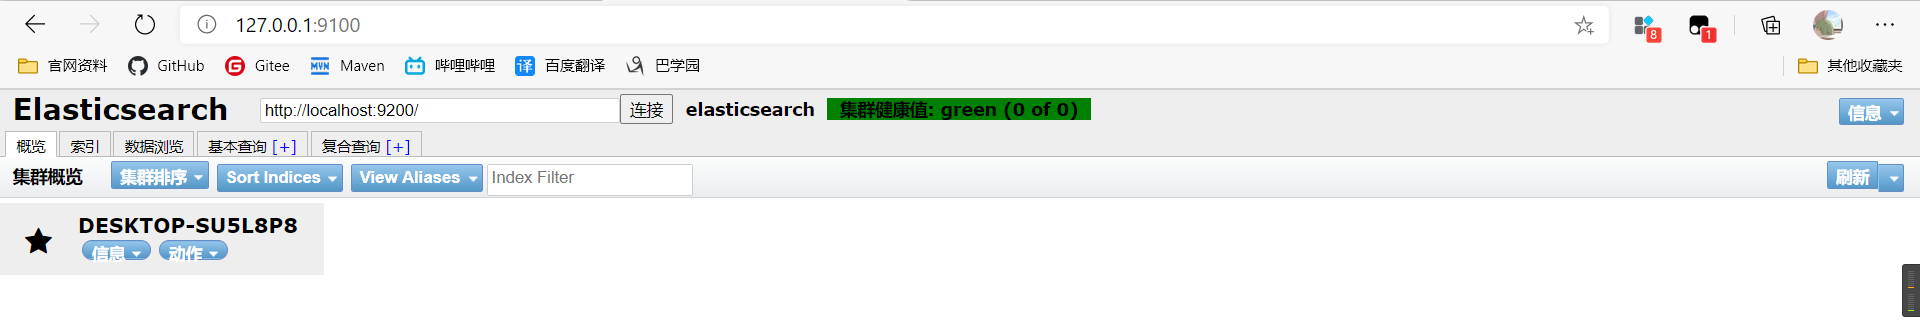 127.0.0.1:9100
8
1
官网资料 GitHub Gitee MVN Maven 哔哩哔哩 译 百度翻译 巴学园 其他收藏夹
Elasticsearch http://localhost:9200/ 连接 elasticsearch 集群健康值: green (0 of 0) 信息
概览 索引 数据浏览 基本查询 [+] 复合查询 [+]
集群概览 集群排序 Sort Indices View Aliases Index Filter 刷新
DESKTOP-SU5L8P8
信息 动作